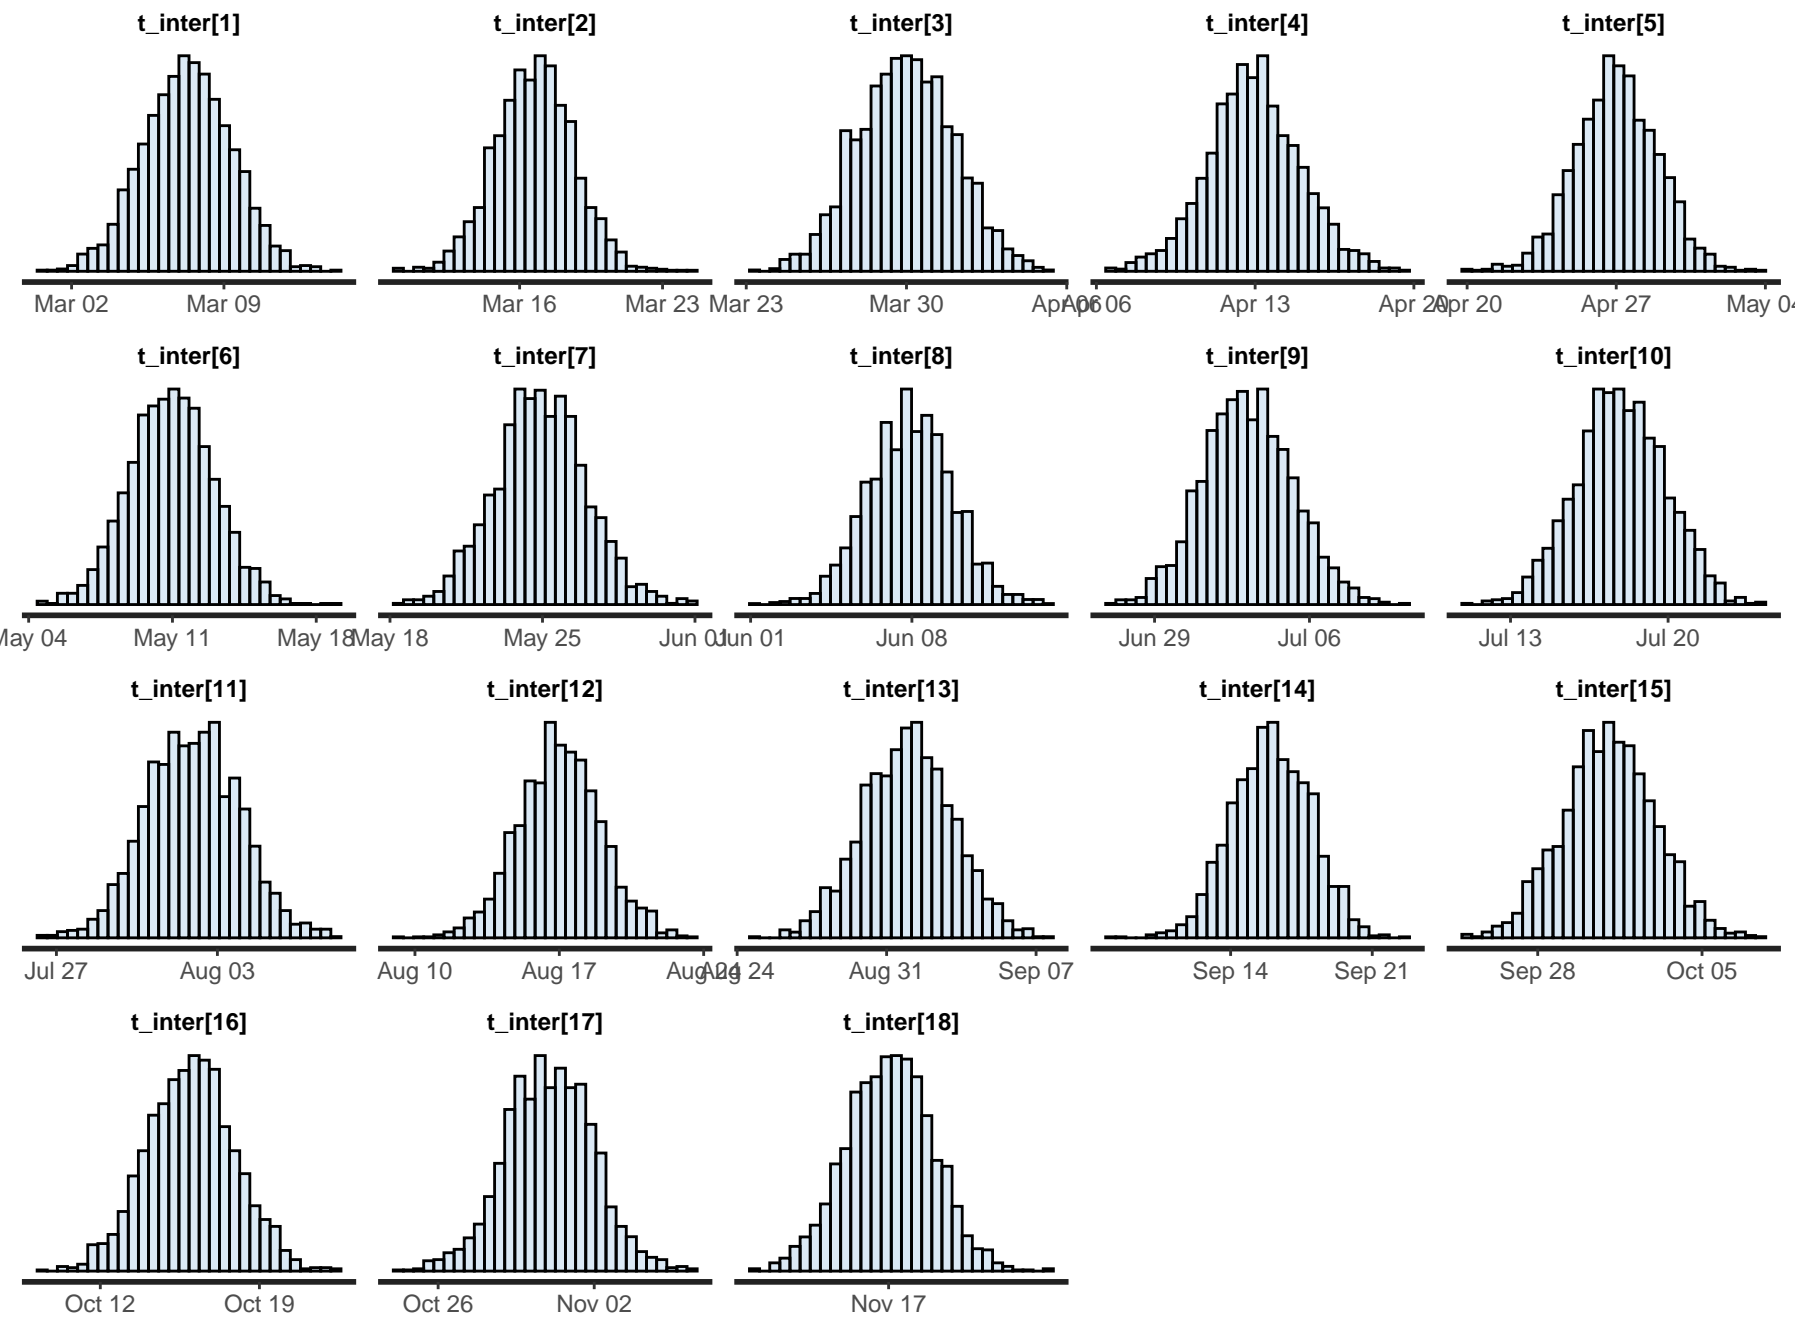 t_inter[1] t_inter[2] t_inter[3] t_inter[4] t_inter[5]
Mar 02 Mar 09 Mar 16 Mar 23 Mar 23 Mar 30 Apr 06 Apr 06 Apr 13 Apr 20 Apr 20 Apr 27 May 04
t_inter[6] t_inter[7] t_inter[8] t_inter[9] t_inter[10]
May 04 May 11 May 18 May 18 May 25 Jun 01 Jun 01 Jun 08 Jun 29 Jul 06 Jul 13 Jul 20
t_inter[11] t_inter[12] t_inter[13] t_inter[14] t_inter[15]
Jul 27 Aug 03 Aug 10 Aug 17 Aug 24 Aug 24 Aug 31 Sep 07 Sep 14 Sep 21 Sep 28 Oct 05
t_inter[16] t_inter[17] t_inter[18]
Oct 12 Oct 19 Oct 26 Nov 02 Nov 17